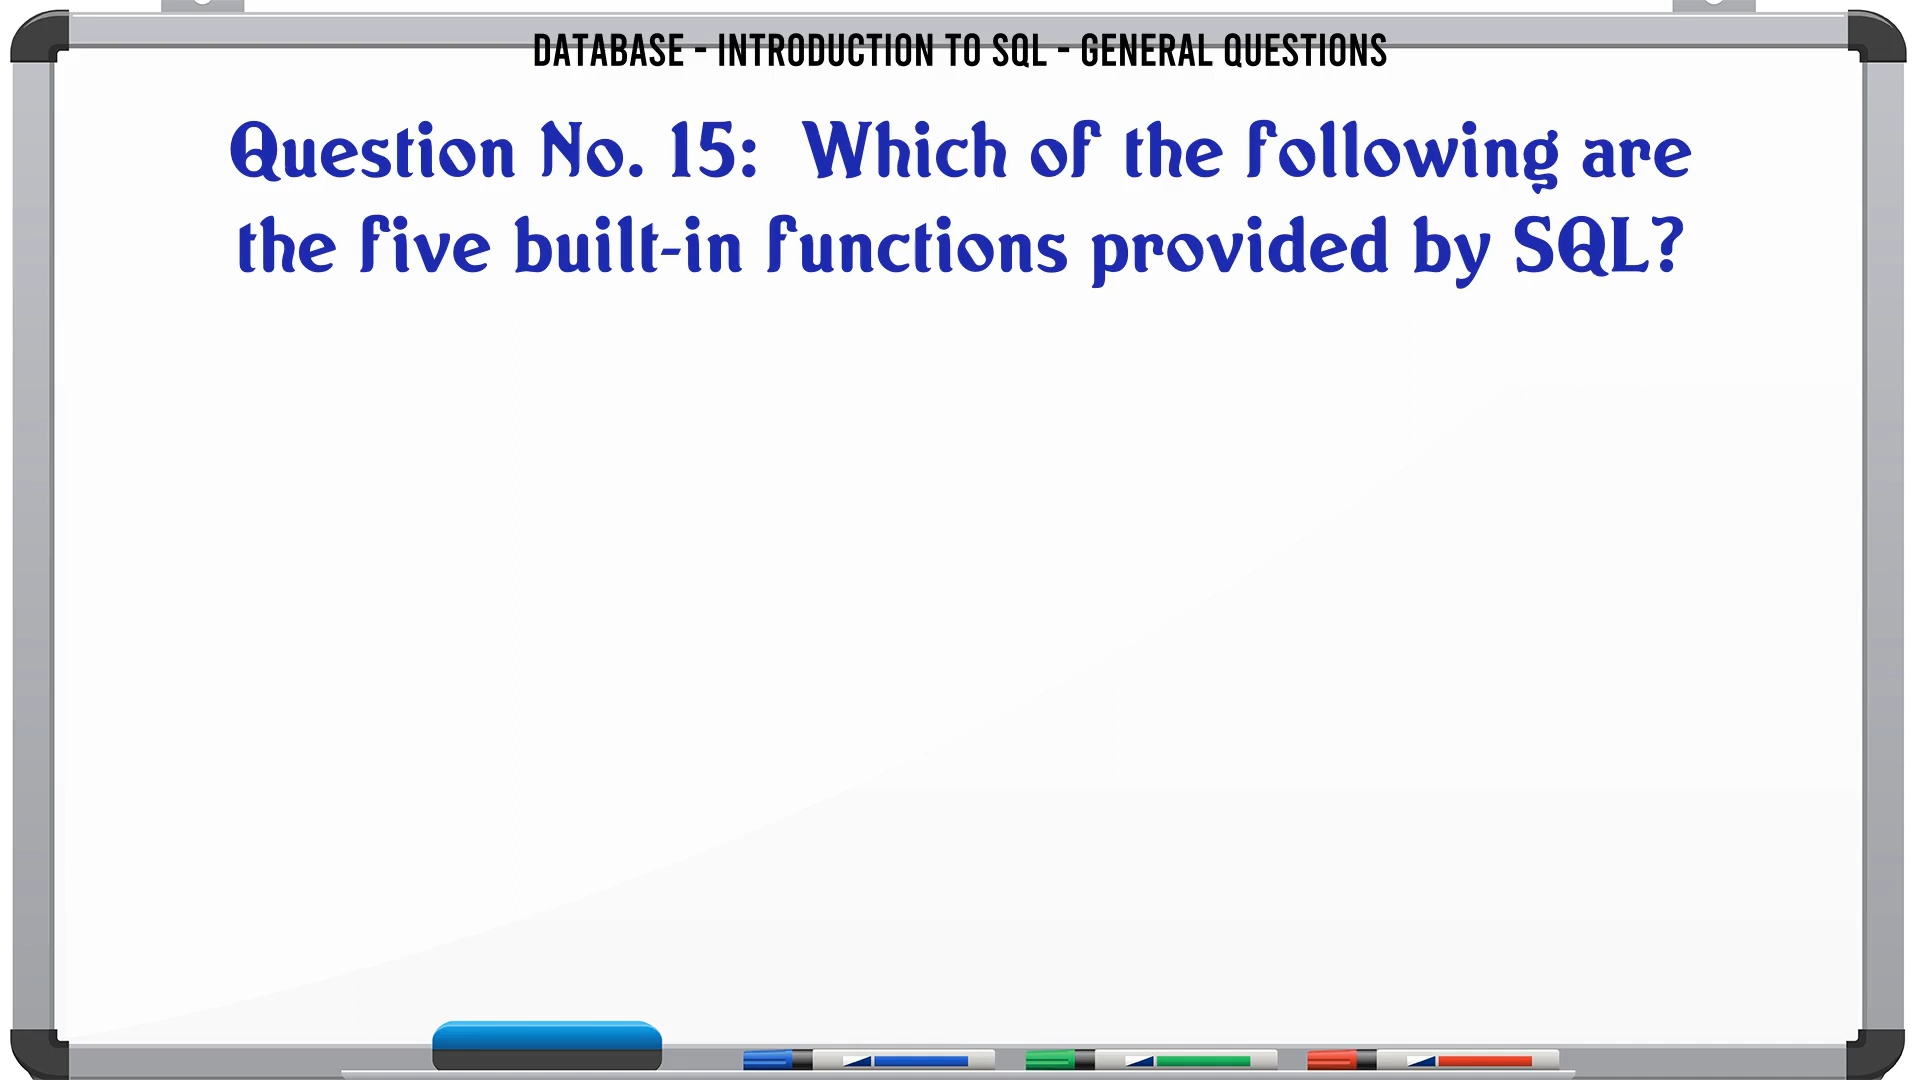 DATABASE - INTRODUCTION TO SQL - GENERAL QUESTIONS
Question No. 15: Which of the following are
the five built-in functions provided by SQL?